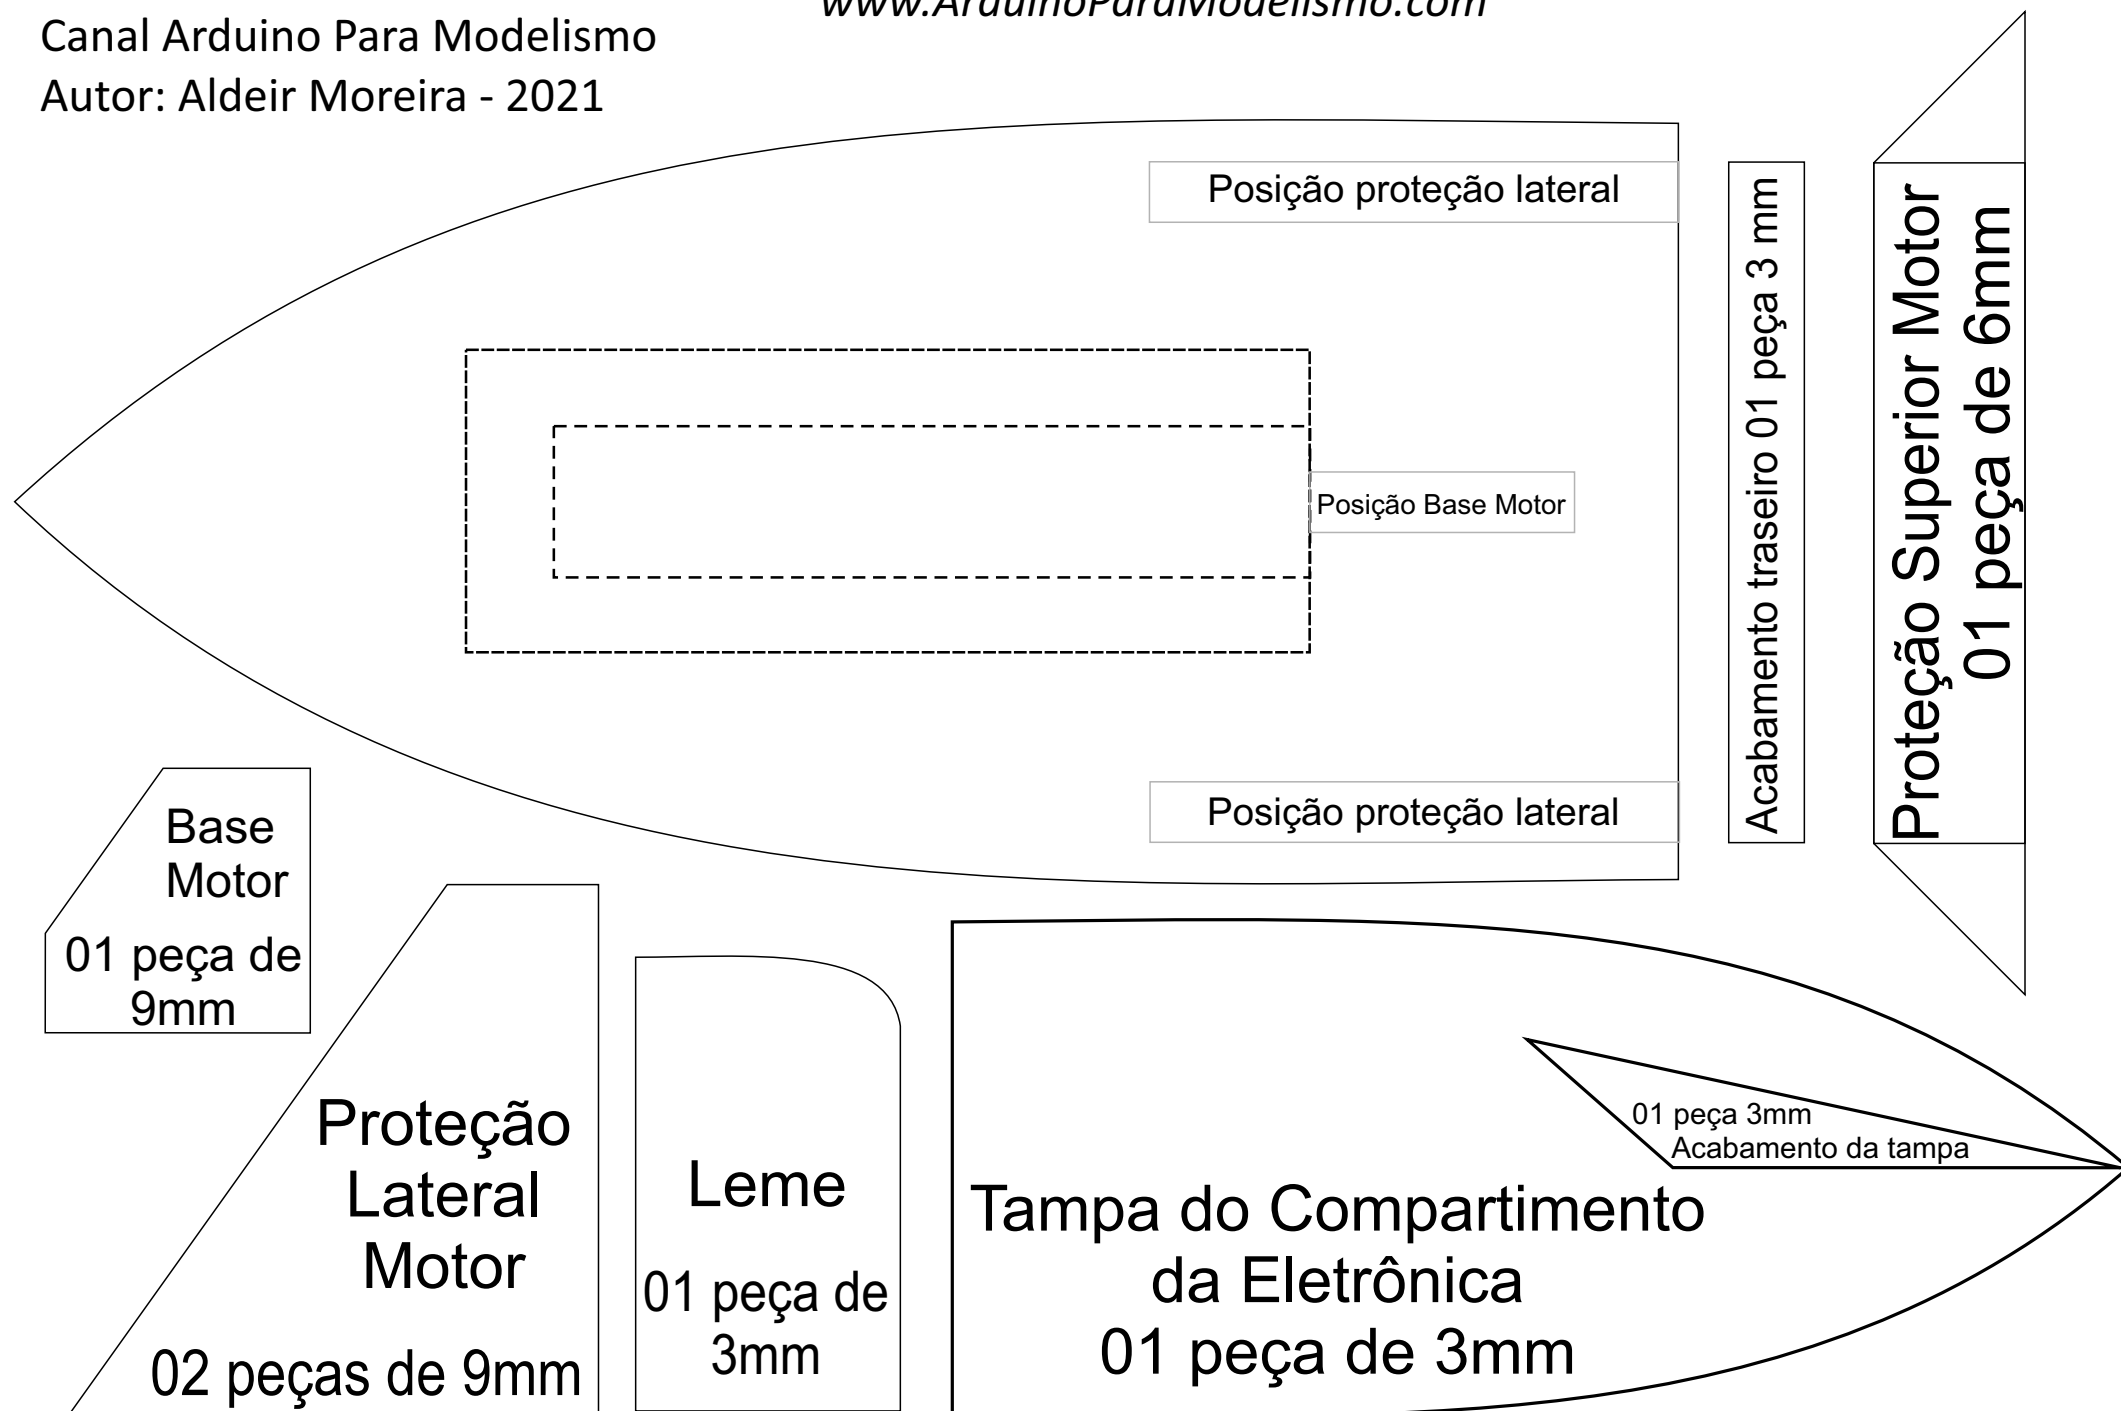 www.ArduinoParaModelismo.com
Canal Arduino Para Modelismo
Autor: Aldeir Moreira - 2021
Posição proteção lateral
Acabamento traseiro 01 peça 3 mm
Proteção Superior Motor
01 peça de 6mm
Posição Base Motor
Posição proteção lateral
Base
Motor
01 peça de
9mm
Proteção
Lateral
Motor
02 peças de 9mm
Leme
01 peça de
3mm
01 peça 3mm
Acabamento da tampa
Tampa do Compartimento
da Eletrônica
01 peça de 3mm